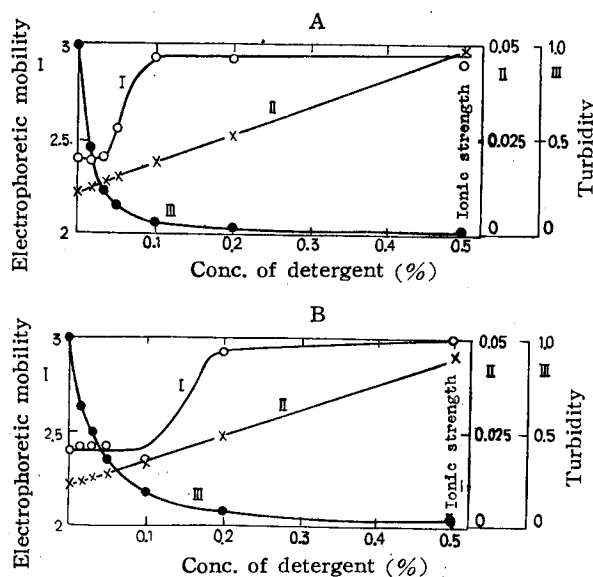 A
Electrophoretic mobility
I
3
2.5
2
I
II
III
0.1
0.2
0.3
0.4
0.5
Conc. of detergent (%)
Ionic strength
0.05
II
0.025
0
1.0
III
0.5
0
Turbidity
B
Electrophoretic mobility
I
3
2.5
2
I
II
III
0.1
0.2
0.3
0.4
0.5
Conc. of detergent (%)
Ionic strength
0.05
II
0.025
0
1.0
III
0.5
0
Turbidity